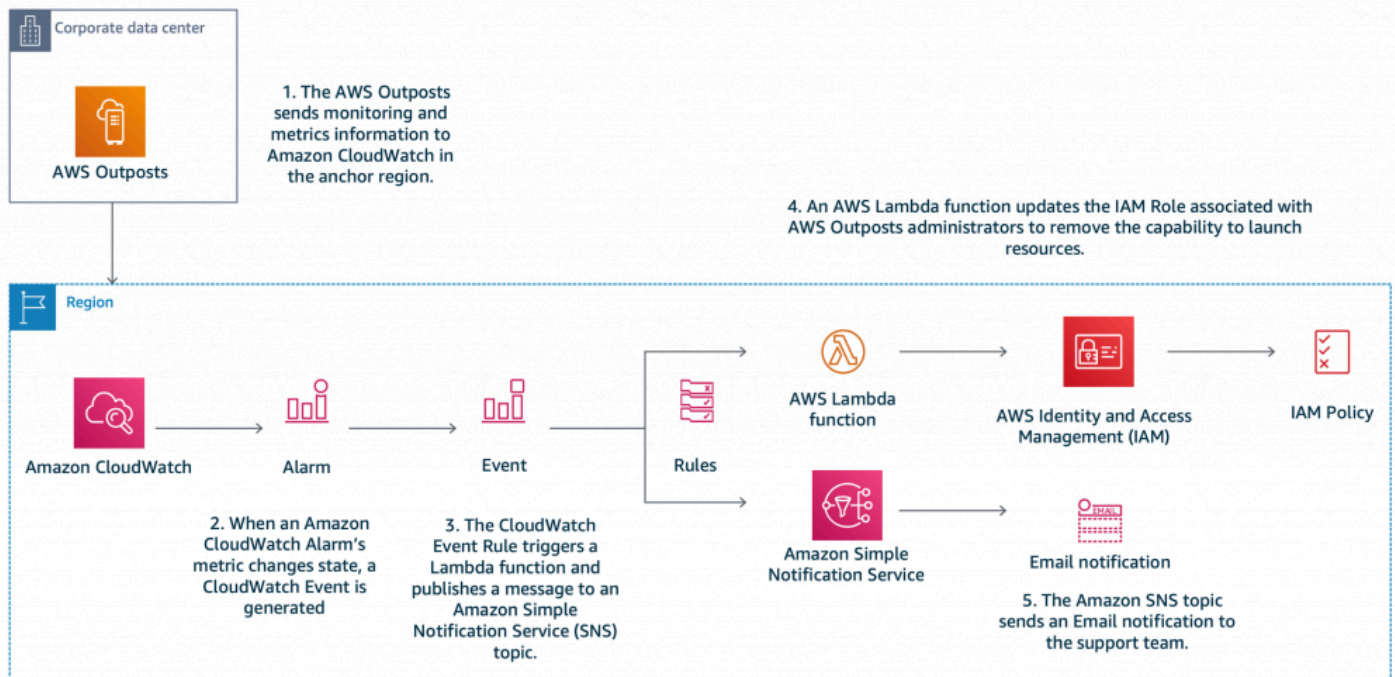 Corporate data center
AWS Outposts
1. The AWS Outposts
sends monitoring and
metrics information to
Amazon CloudWatch in
the anchor region.
4. An AWS Lambda function updates the IAM Role associated with
AWS Outposts administrators to remove the capability to launch
resources.
Region
Amazon CloudWatch
Alarm
Event
Rules
AWS Lambda
function
AWS Identity and Access
Management (IAM)
IAM Policy
2. When an Amazon
CloudWatch Alarm’s
metric changes state, a
CloudWatch Event is
generated
3. The CloudWatch
Event Rule triggers a
Lambda function and
publishes a message to an
Amazon Simple
Notification Service (SNS)
topic.
Amazon Simple
Notification Service
EMAIL
Email notification
5. The Amazon SNS topic
sends an Email notification to
the support team.